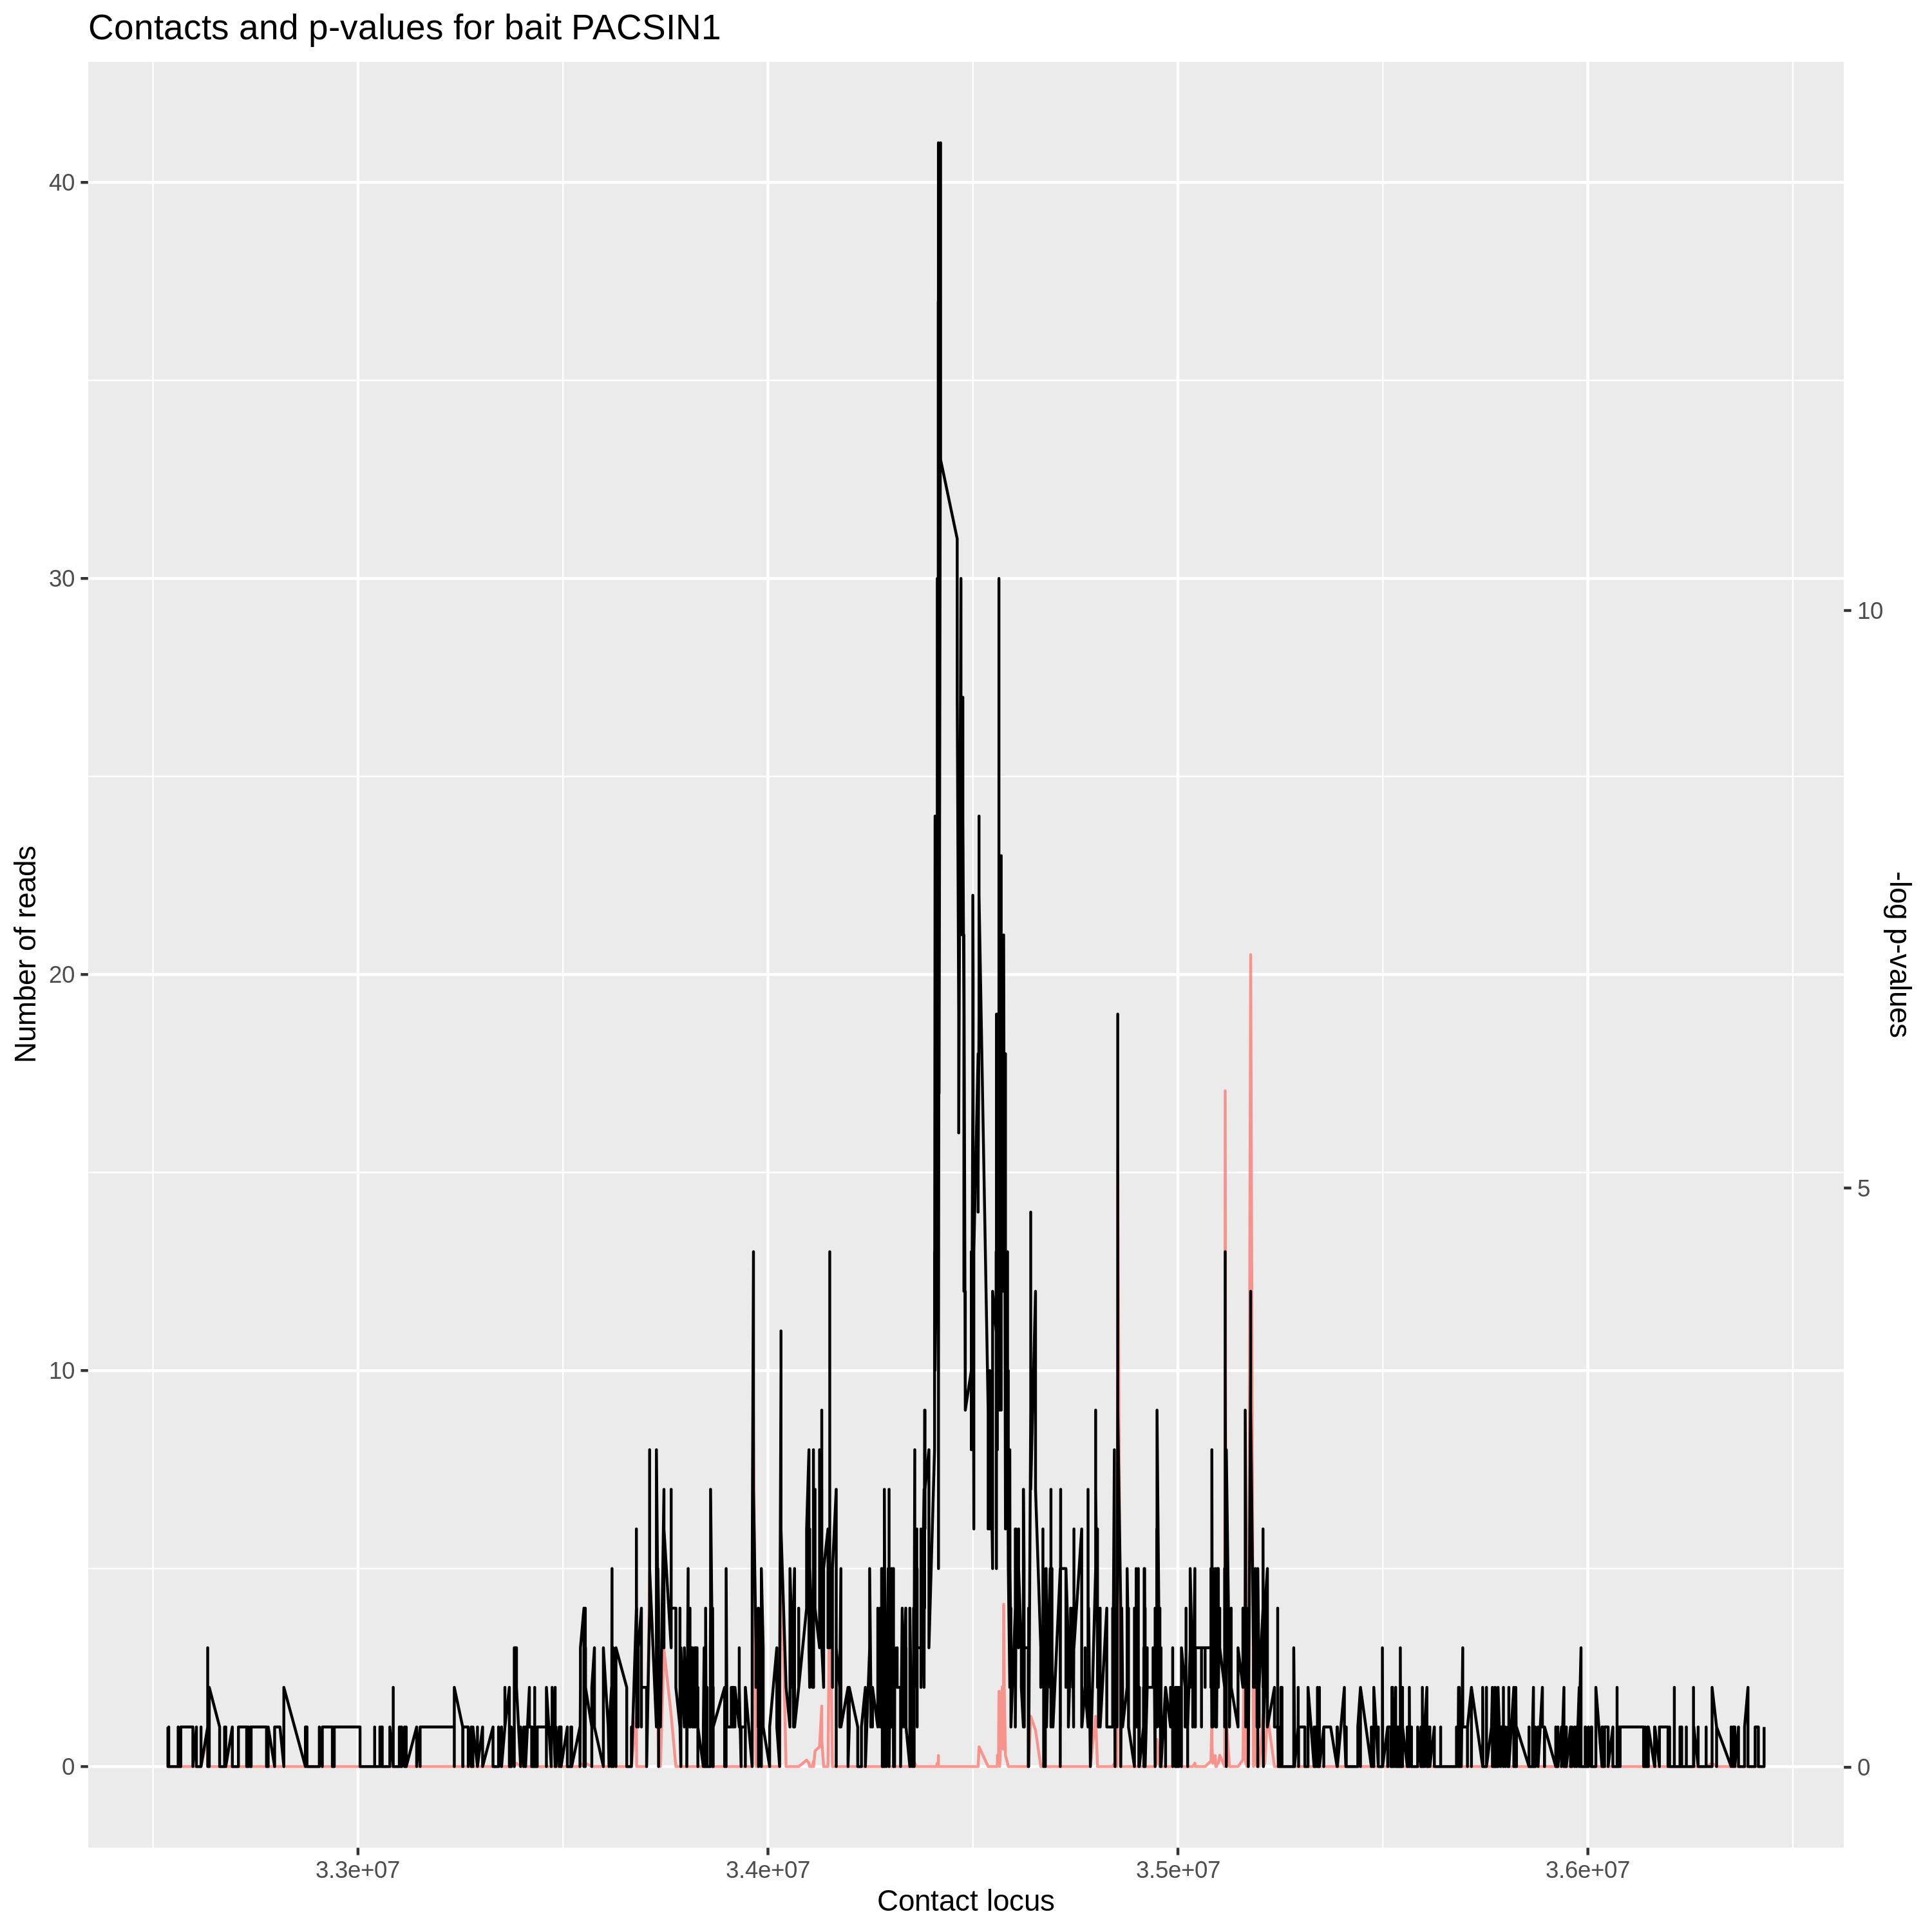 Contacts and p-values for bait PACSIN1
40
30
20
10
0
Number of reads
10
5
0
-log p-values
3.3e+07
3.4e+07
3.5e+07
3.6e+07
Contact locus